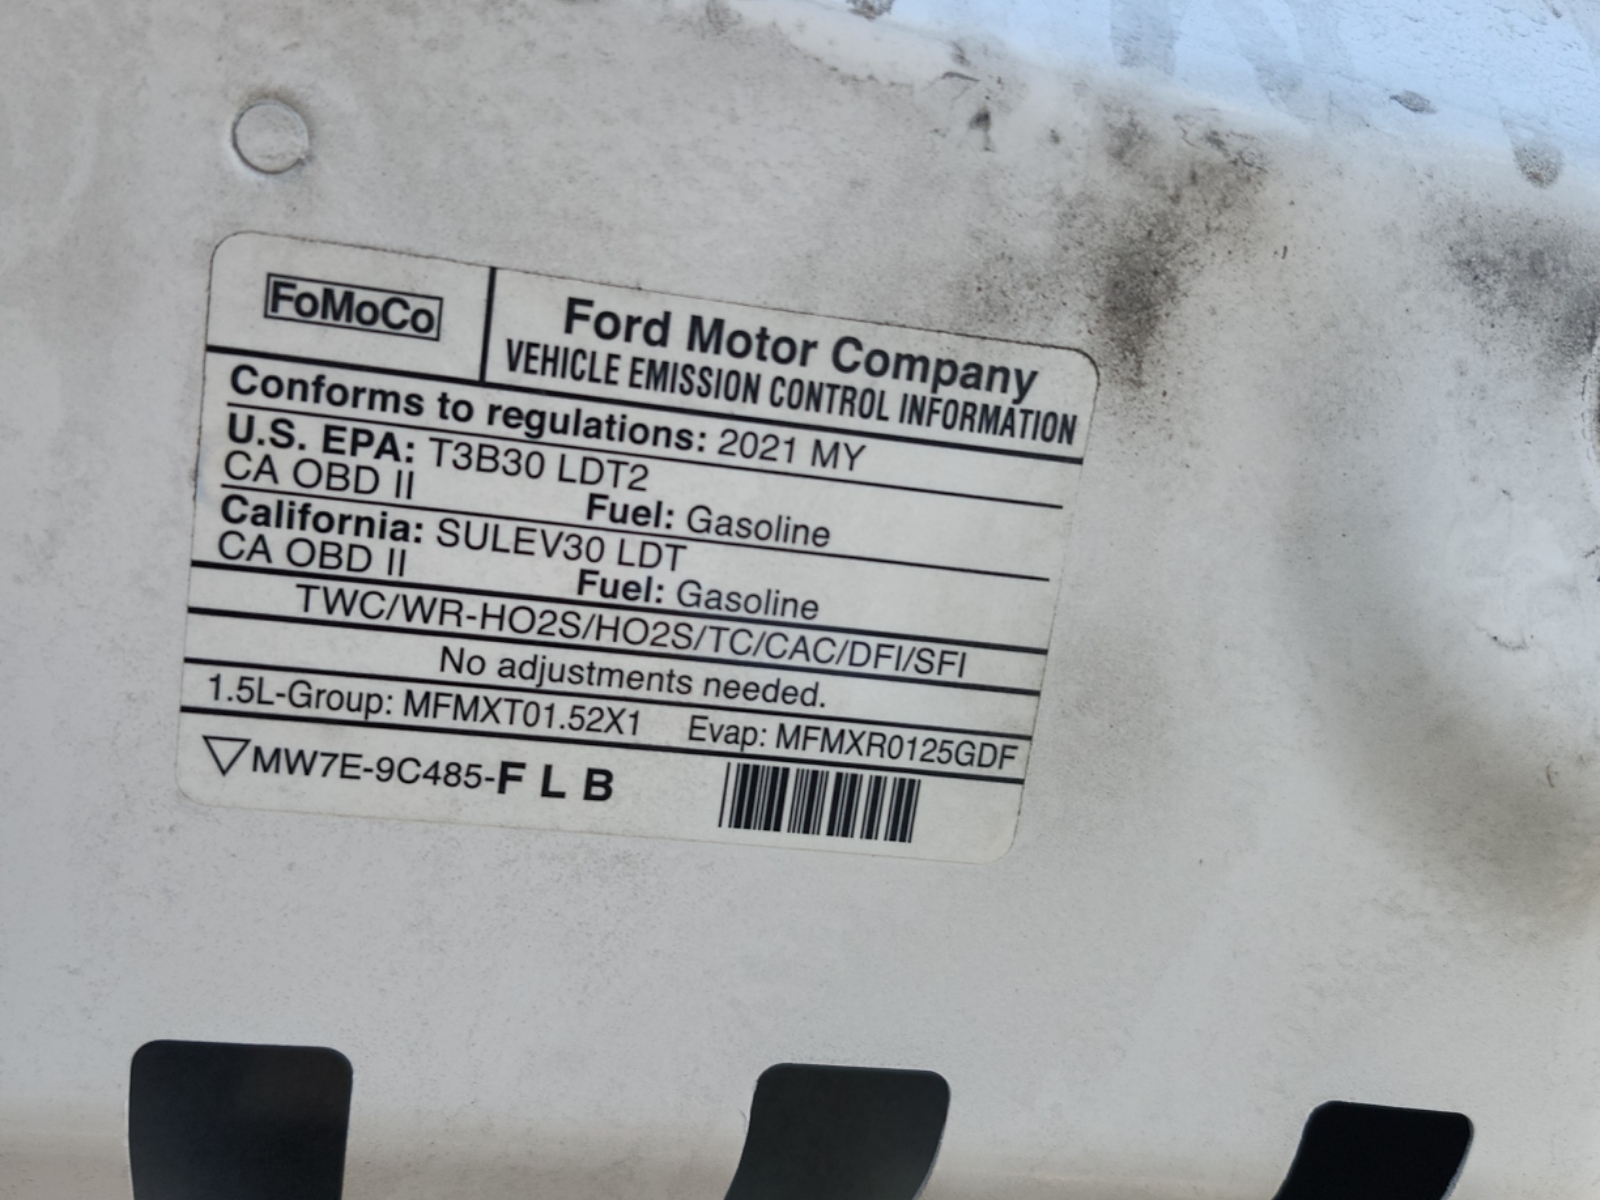 FoMoCo
Ford Motor Company
VEHICLE EMISSION CONTROL INFORMATION
Conforms to regulations: 2021 MY
U.S. EPA: T3B30 LDT2
CA OBD II Fuel: Gasoline
California: SULEV30 LDT
CA OBD II Fuel: Gasoline
TWC/WR-HO2S/HO2S/TC/CAC/DFI/SFI
No adjustments needed.
1.5L-Group: MFMXT01.52X1 Evap: MFMXR0125GDF
MW7E-9C485-F L B